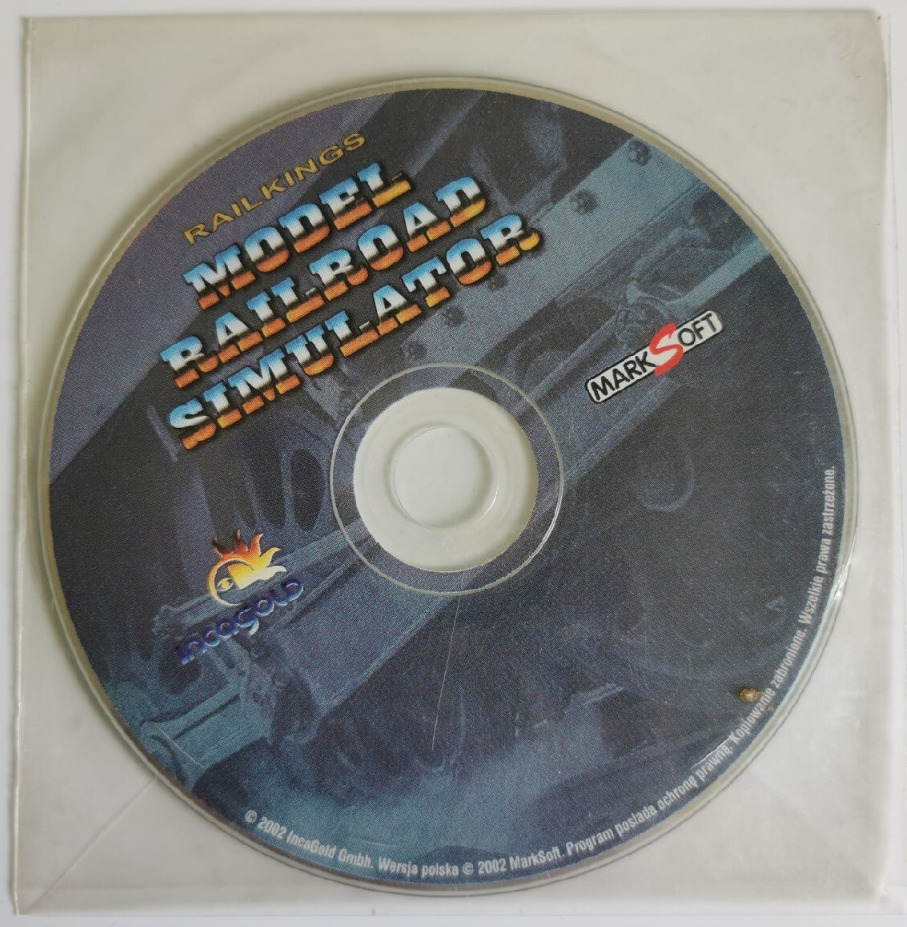 RAILKINGS
MODEL
RAILROAD
SIMULATOR
MARKSOFT
incagold
© 2002 IncaGold Gmbh. Wersja polska © 2002 MarkSoft. Program posiada ochronę prawną. Kopiowanie zabronione. Wszelkie prawa zastrzeżone.